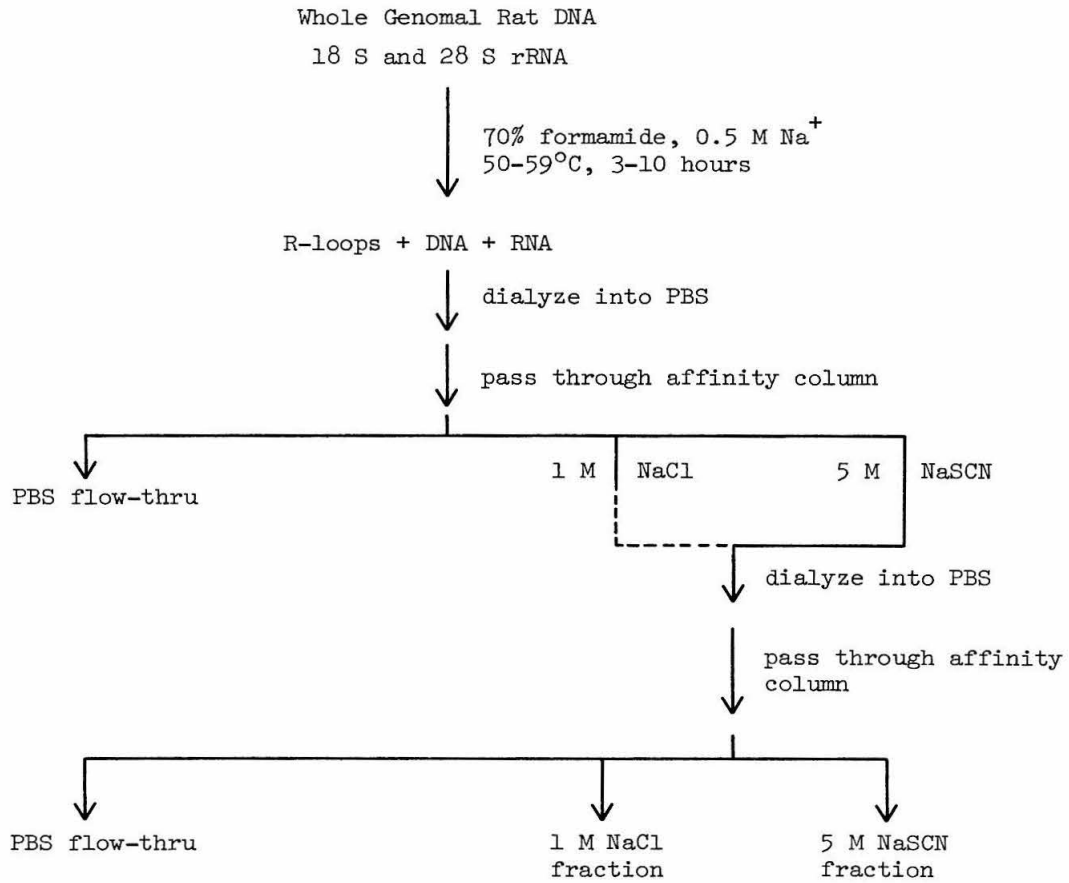 Whole Genomal Rat DNA
18 S and 28 S rRNA
70% formamide, 0.5 M Na+
50-59°C, 3-10 hours
R-loops + DNA + RNA
dialyze into PBS
pass through affinity column
PBS flow-thru
1 M NaCl
5 M NaSCN
dialyze into PBS
pass through affinity
column
PBS flow-thru
1 M NaCl
fraction
5 M NaSCN
fraction